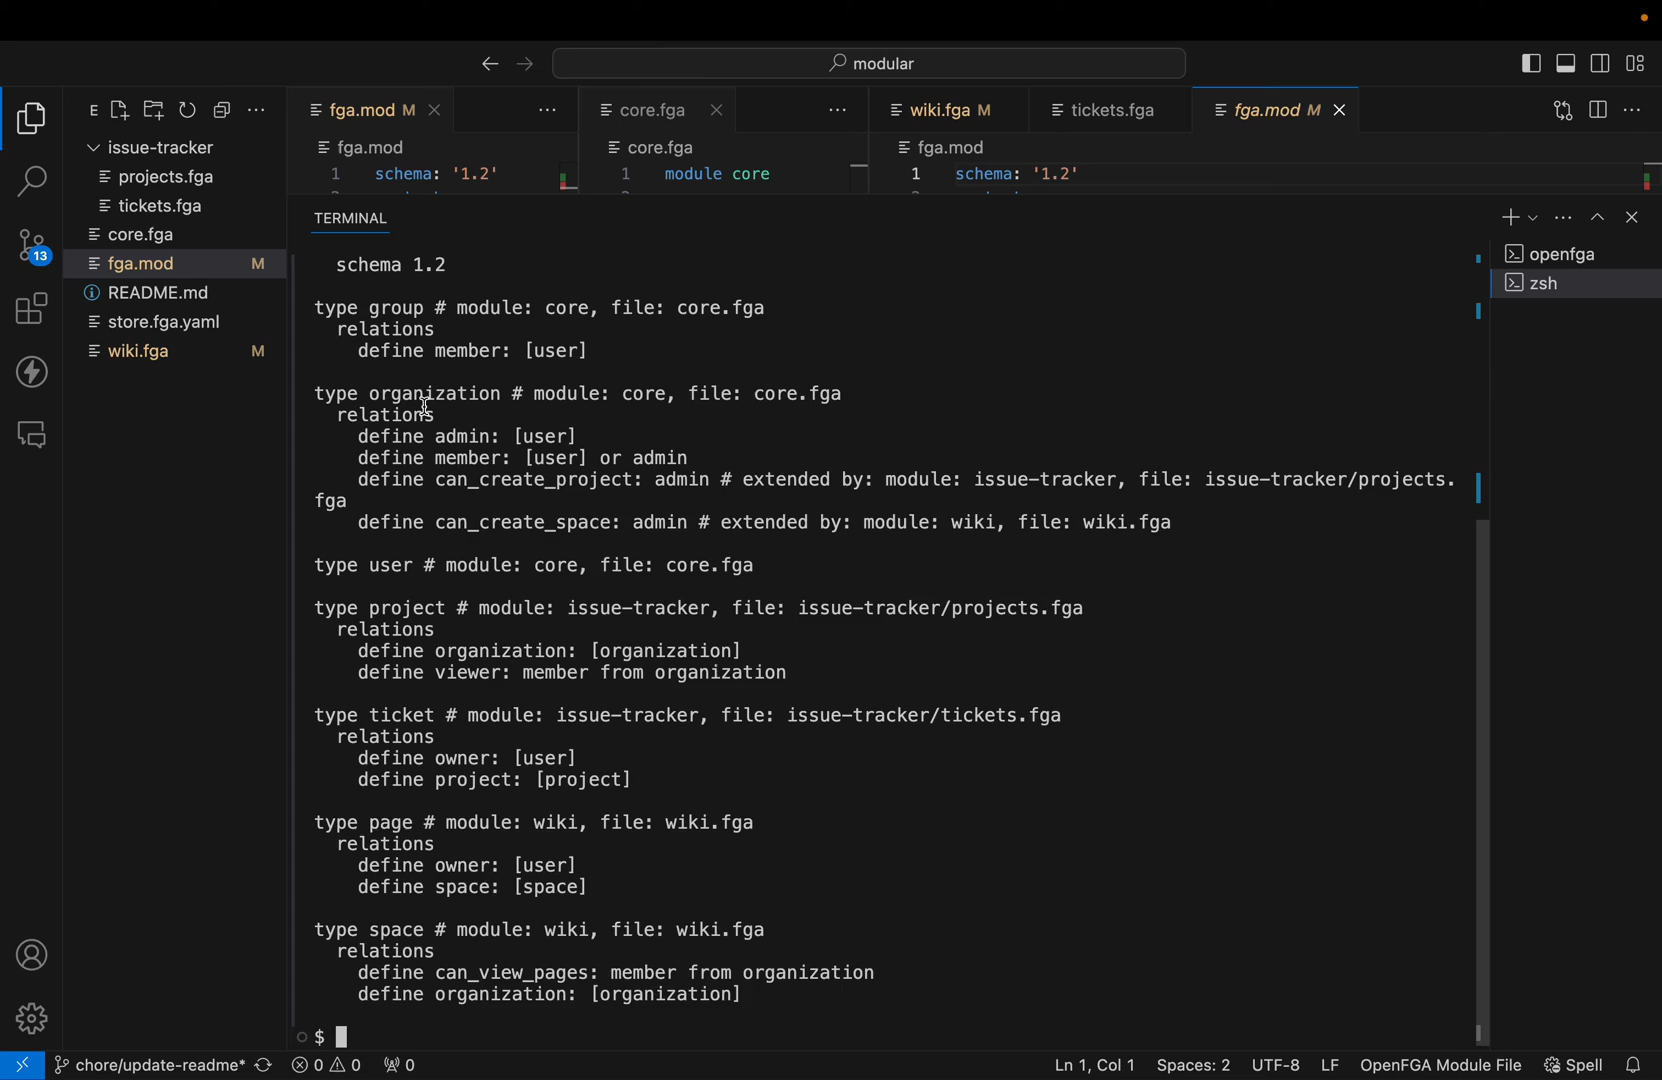 modular
E
fga.mod M
core.fga
wiki.fga M
tickets.fga
fga.mod M
issue-tracker
projects.fga
tickets.fga
core.fga
fga.mod M
README.md
store.fga.yaml
wiki.fga M
13
fga.mod
1 schema: '1.2'
core.fga
1 module core
fga.mod
1 schema: '1.2'
TERMINAL
openfga
zsh
schema 1.2
type group # module: core, file: core.fga
relations
define member: [user]
type organization # module: core, file: core.fga
relations
define admin: [user]
define member: [user] or admin
define can_create_project: admin # extended by: module: issue-tracker, file: issue-tracker/projects.
fga
define can_create_space: admin # extended by: module: wiki, file: wiki.fga
type user # module: core, file: core.fga
type project # module: issue-tracker, file: issue-tracker/projects.fga
relations
define organization: [organization]
define viewer: member from organization
type ticket # module: issue-tracker, file: issue-tracker/tickets.fga
relations
define owner: [user]
define project: [project]
type page # module: wiki, file: wiki.fga
relations
define owner: [user]
define space: [space]
type space # module: wiki, file: wiki.fga
relations
define can_view_pages: member from organization
define organization: [organization]
$
chore/update-readme* 0 0 0 Ln 1, Col 1 Spaces: 2 UTF-8 LF OpenFGA Module File Spell